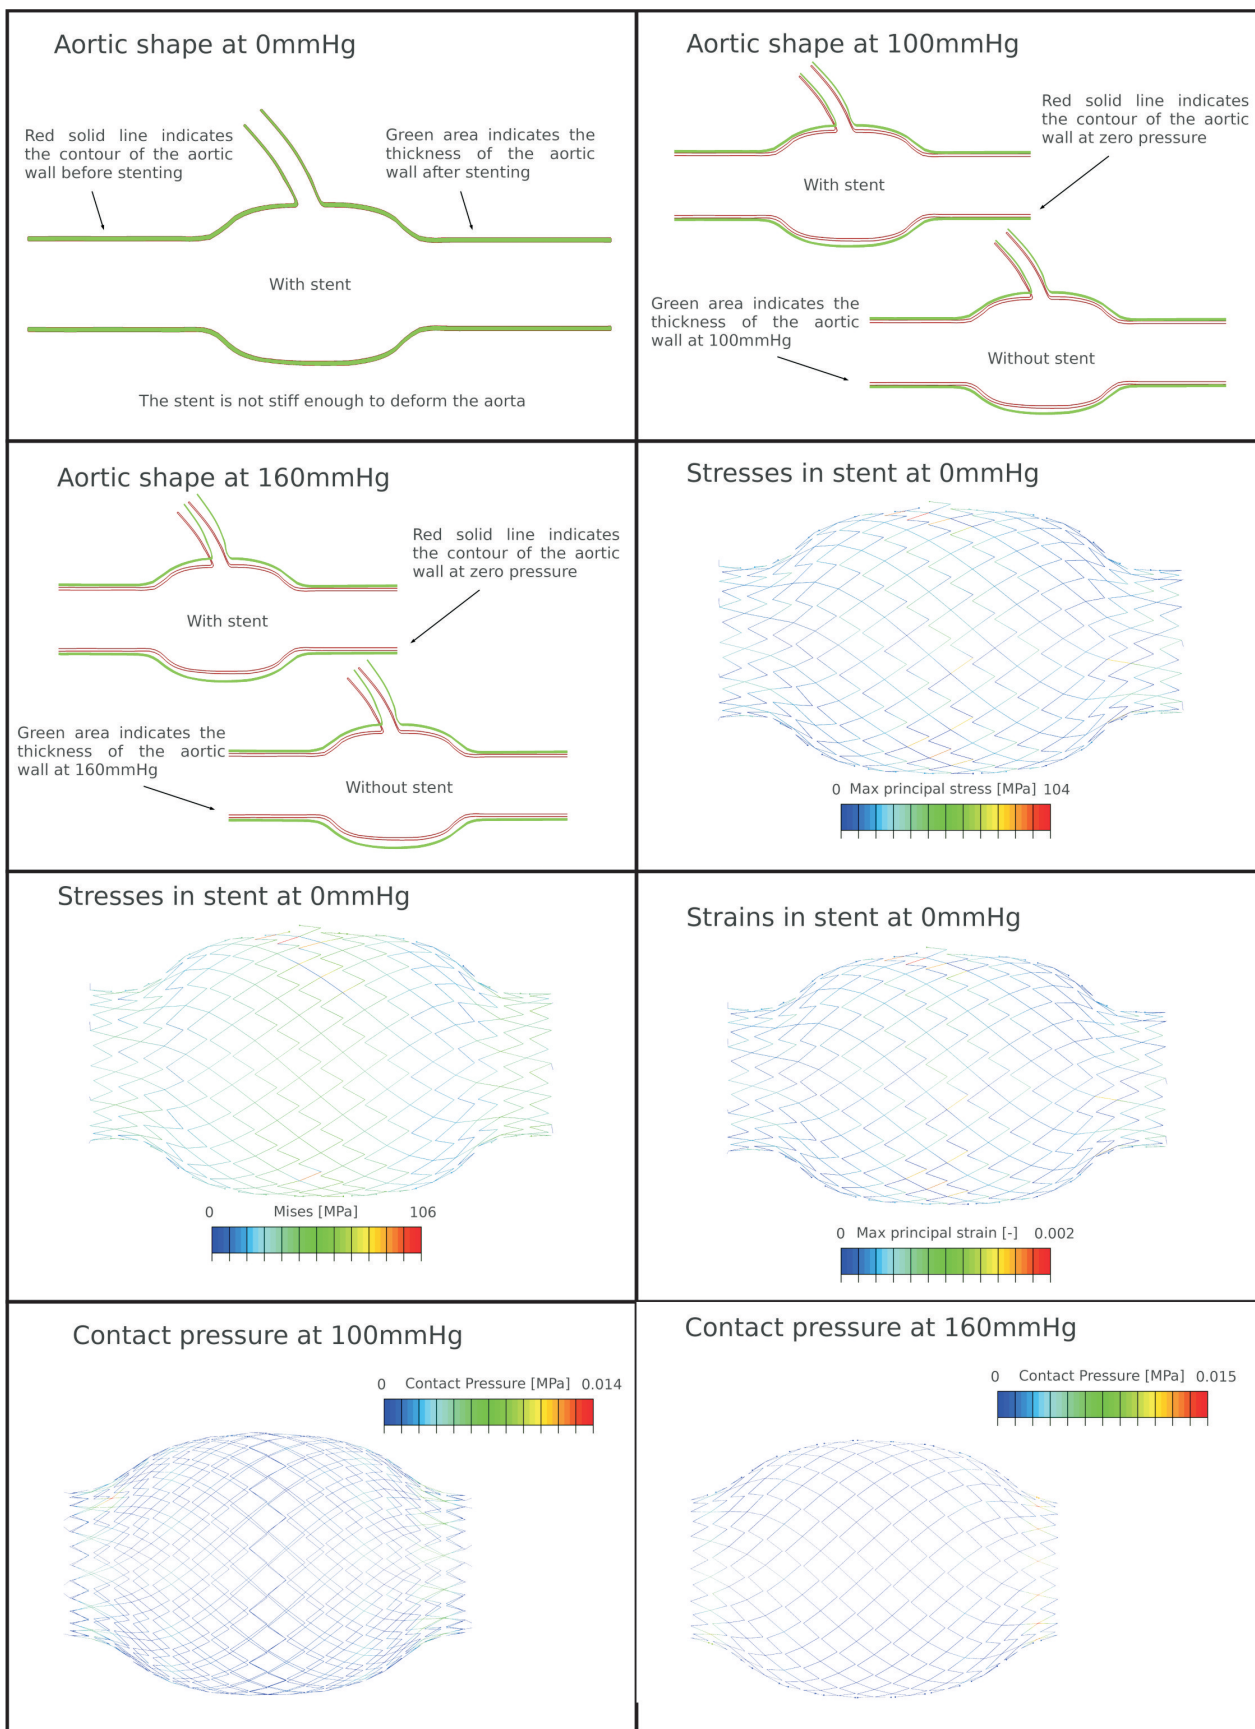 Aortic shape at 0mmHg
Red solid line indicates
the contour of the aortic
wall before stenting
Green area indicates the
thickness of the aortic
wall after stenting
With stent
The stent is not stiff enough to deform the aorta
Aortic shape at 100mmHg
Red solid line indicates
the contour of the aortic
wall at zero pressure
With stent
Green area indicates the
thickness of the aortic
wall at 100mmHg
Without stent
Aortic shape at 160mmHg
Red solid line indicates
the contour of the aortic
wall at zero pressure
With stent
Green area indicates the
thickness of the aortic
wall at 160mmHg
Without stent
Stresses in stent at 0mmHg
0 Max principal stress [MPa] 104
Stresses in stent at 0mmHg
0 Mises [MPa] 106
Strains in stent at 0mmHg
0 Max principal strain [-] 0.002
Contact pressure at 100mmHg
0 Contact Pressure [MPa] 0.014
Contact pressure at 160mmHg
0 Contact Pressure [MPa] 0.015